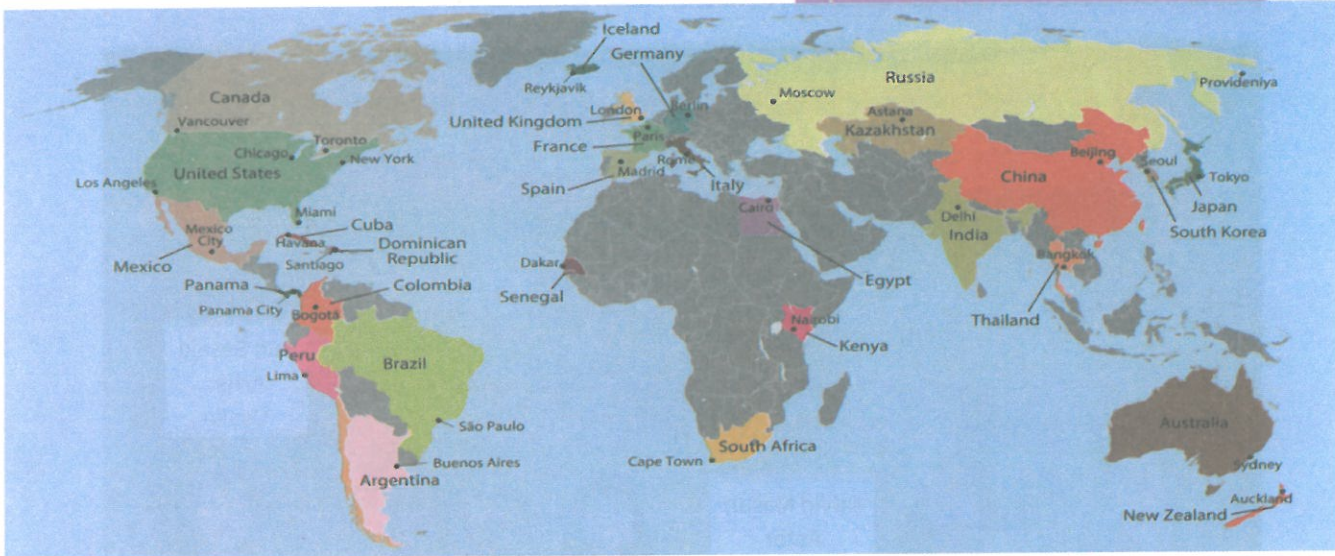 Iceland
Germany
Reykjavik
London
Berlin
United Kingdom
Paris
France
Rome
Madrid
Spain
Italy
Russia
Moscow
Provideniya
Astana
Kazakhstan
Canada
Vancouver
Toronto
Chicago
New York
United States
Los Angeles
Miami
Mexico
City
Cuba
Havana
Dominican
Republic
Santiago
Mexico
Panama
Colombia
Panama City
Bogotá
Peru
Brazil
Lima
São Paulo
Buenos Aires
Argentina
Cairo
Dakar
Senegal
Egypt
Nairobi
Kenya
South Africa
Cape Town
Beijing
Seoul
China
Tokyo
Japan
South Korea
Delhi
India
Bangkok
Thailand
Australia
Sydney
Auckland
New Zealand